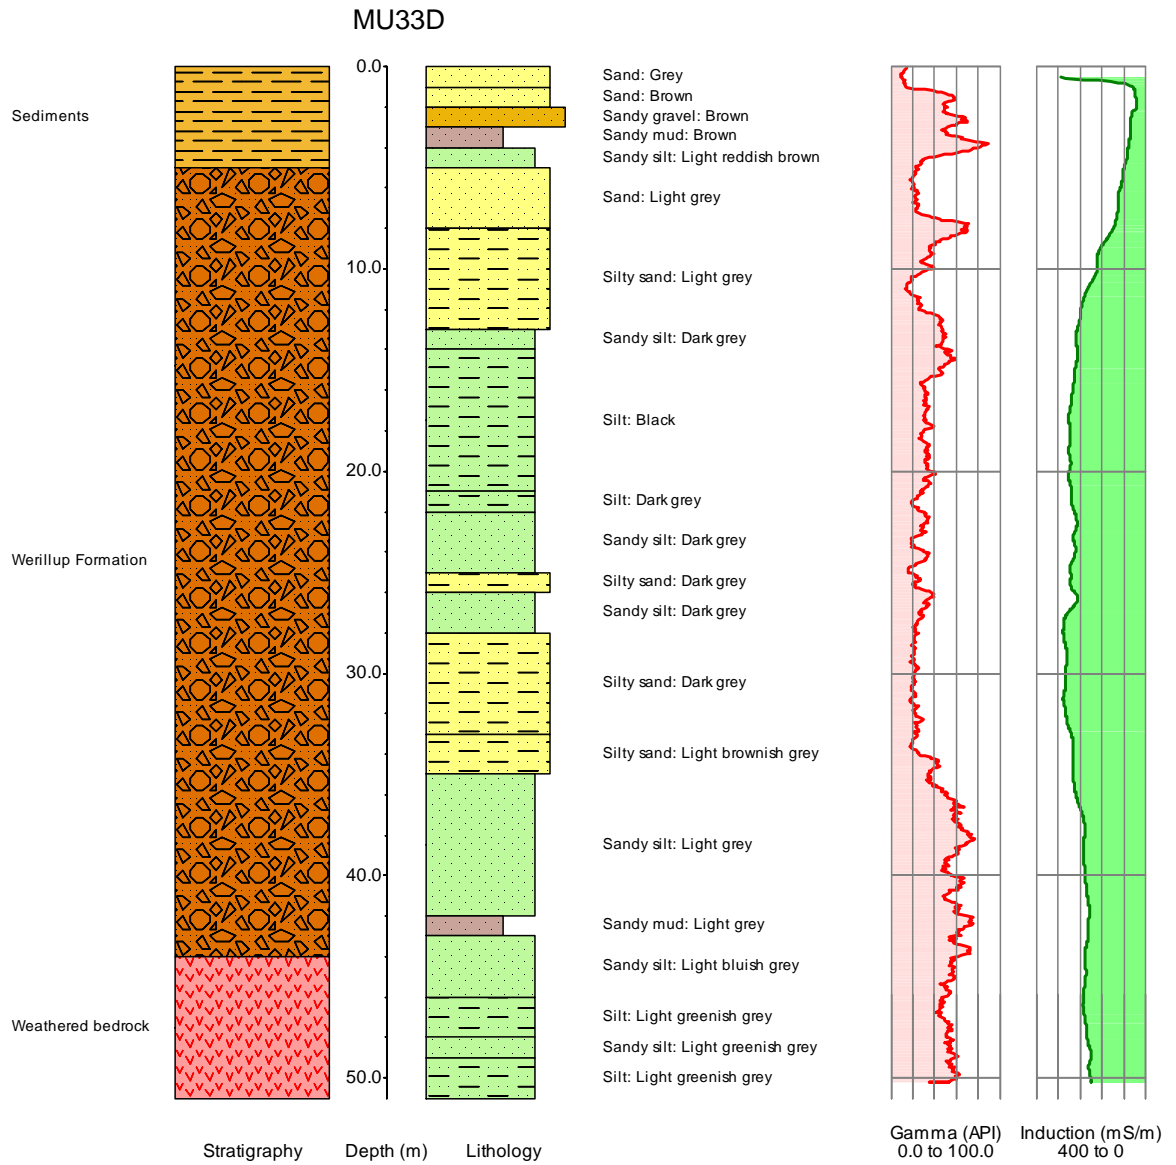 MU33D
0.0
Sand: Grey
Sand: Brown
Sediments
Sandy gravel: Brown
Sandy mud: Brown
Sandy silt: Light reddish brown
Sand: Light grey
10.0
Silty sand: Light grey
Sandy silt: Dark grey
Silt: Black
20.0
Silt: Dark grey
Sandy silt: Dark grey
Werillup Formation
Silty sand: Dark grey
Sandy silt: Dark grey
30.0
Silty sand: Dark grey
Silty sand: Light brownish grey
Sandy silt: Light grey
40.0
Sandy mud: Light grey
Sandy silt: Light bluish grey
Silt: Light greenish grey
Weathered bedrock
Sandy silt: Light greenish grey
50.0
Silt: Light greenish grey
Stratigraphy
Depth (m)
Lithology
Gamma (API)
0.0 to 100.0
Induction (mS/m)
400 to 0